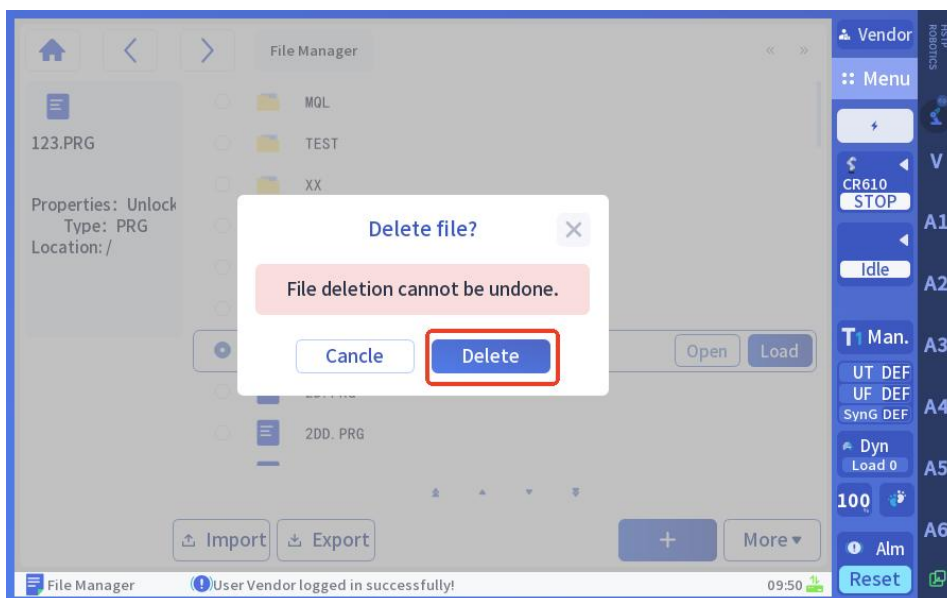 File Manager
« »
123.PRG
Properties: Unlock
Type: PRG
Location: /
MQL
TEST
XX
Delete file?
File deletion cannot be undone.
Cancle
Delete
Open
Load
2DD. PRG
Import
Export
+
More
File Manager
User Vendor logged in successfully!
09:50
Vendor
Menu
CR610
STOP
Idle
T1 Man.
UT DEF
UF DEF
SynG DEF
Dyn
Load 0
100
%
Alm
Reset
ROBOTICS
V
A1
A2
A3
A4
A5
A6